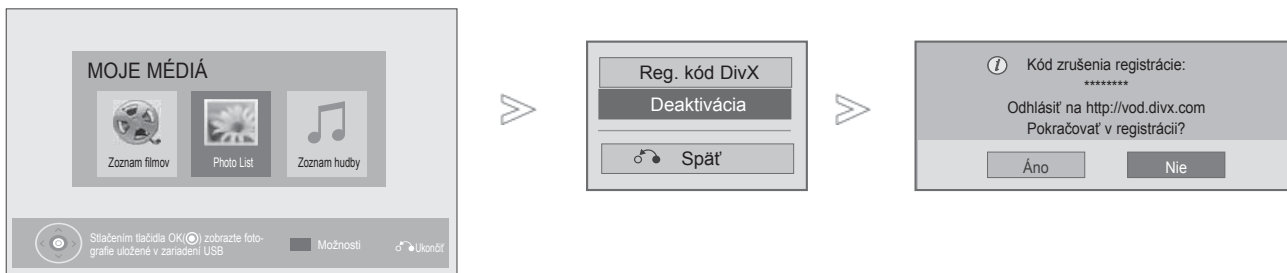 MOJE MÉDIÁ
Zoznam filmov
Photo List
Zoznam hudby
Stlačením tlačidla OK(◉) zobrazte foto-
grafie uložené v zariadení USB
Možnosti
Ukončiť
Reg. kód DivX
Deaktivácia
Späť
Kód zrušenia registrácie:
********
Odhlásiť na http://vod.divx.com
Pokračovať v registrácii?
Áno
Nie